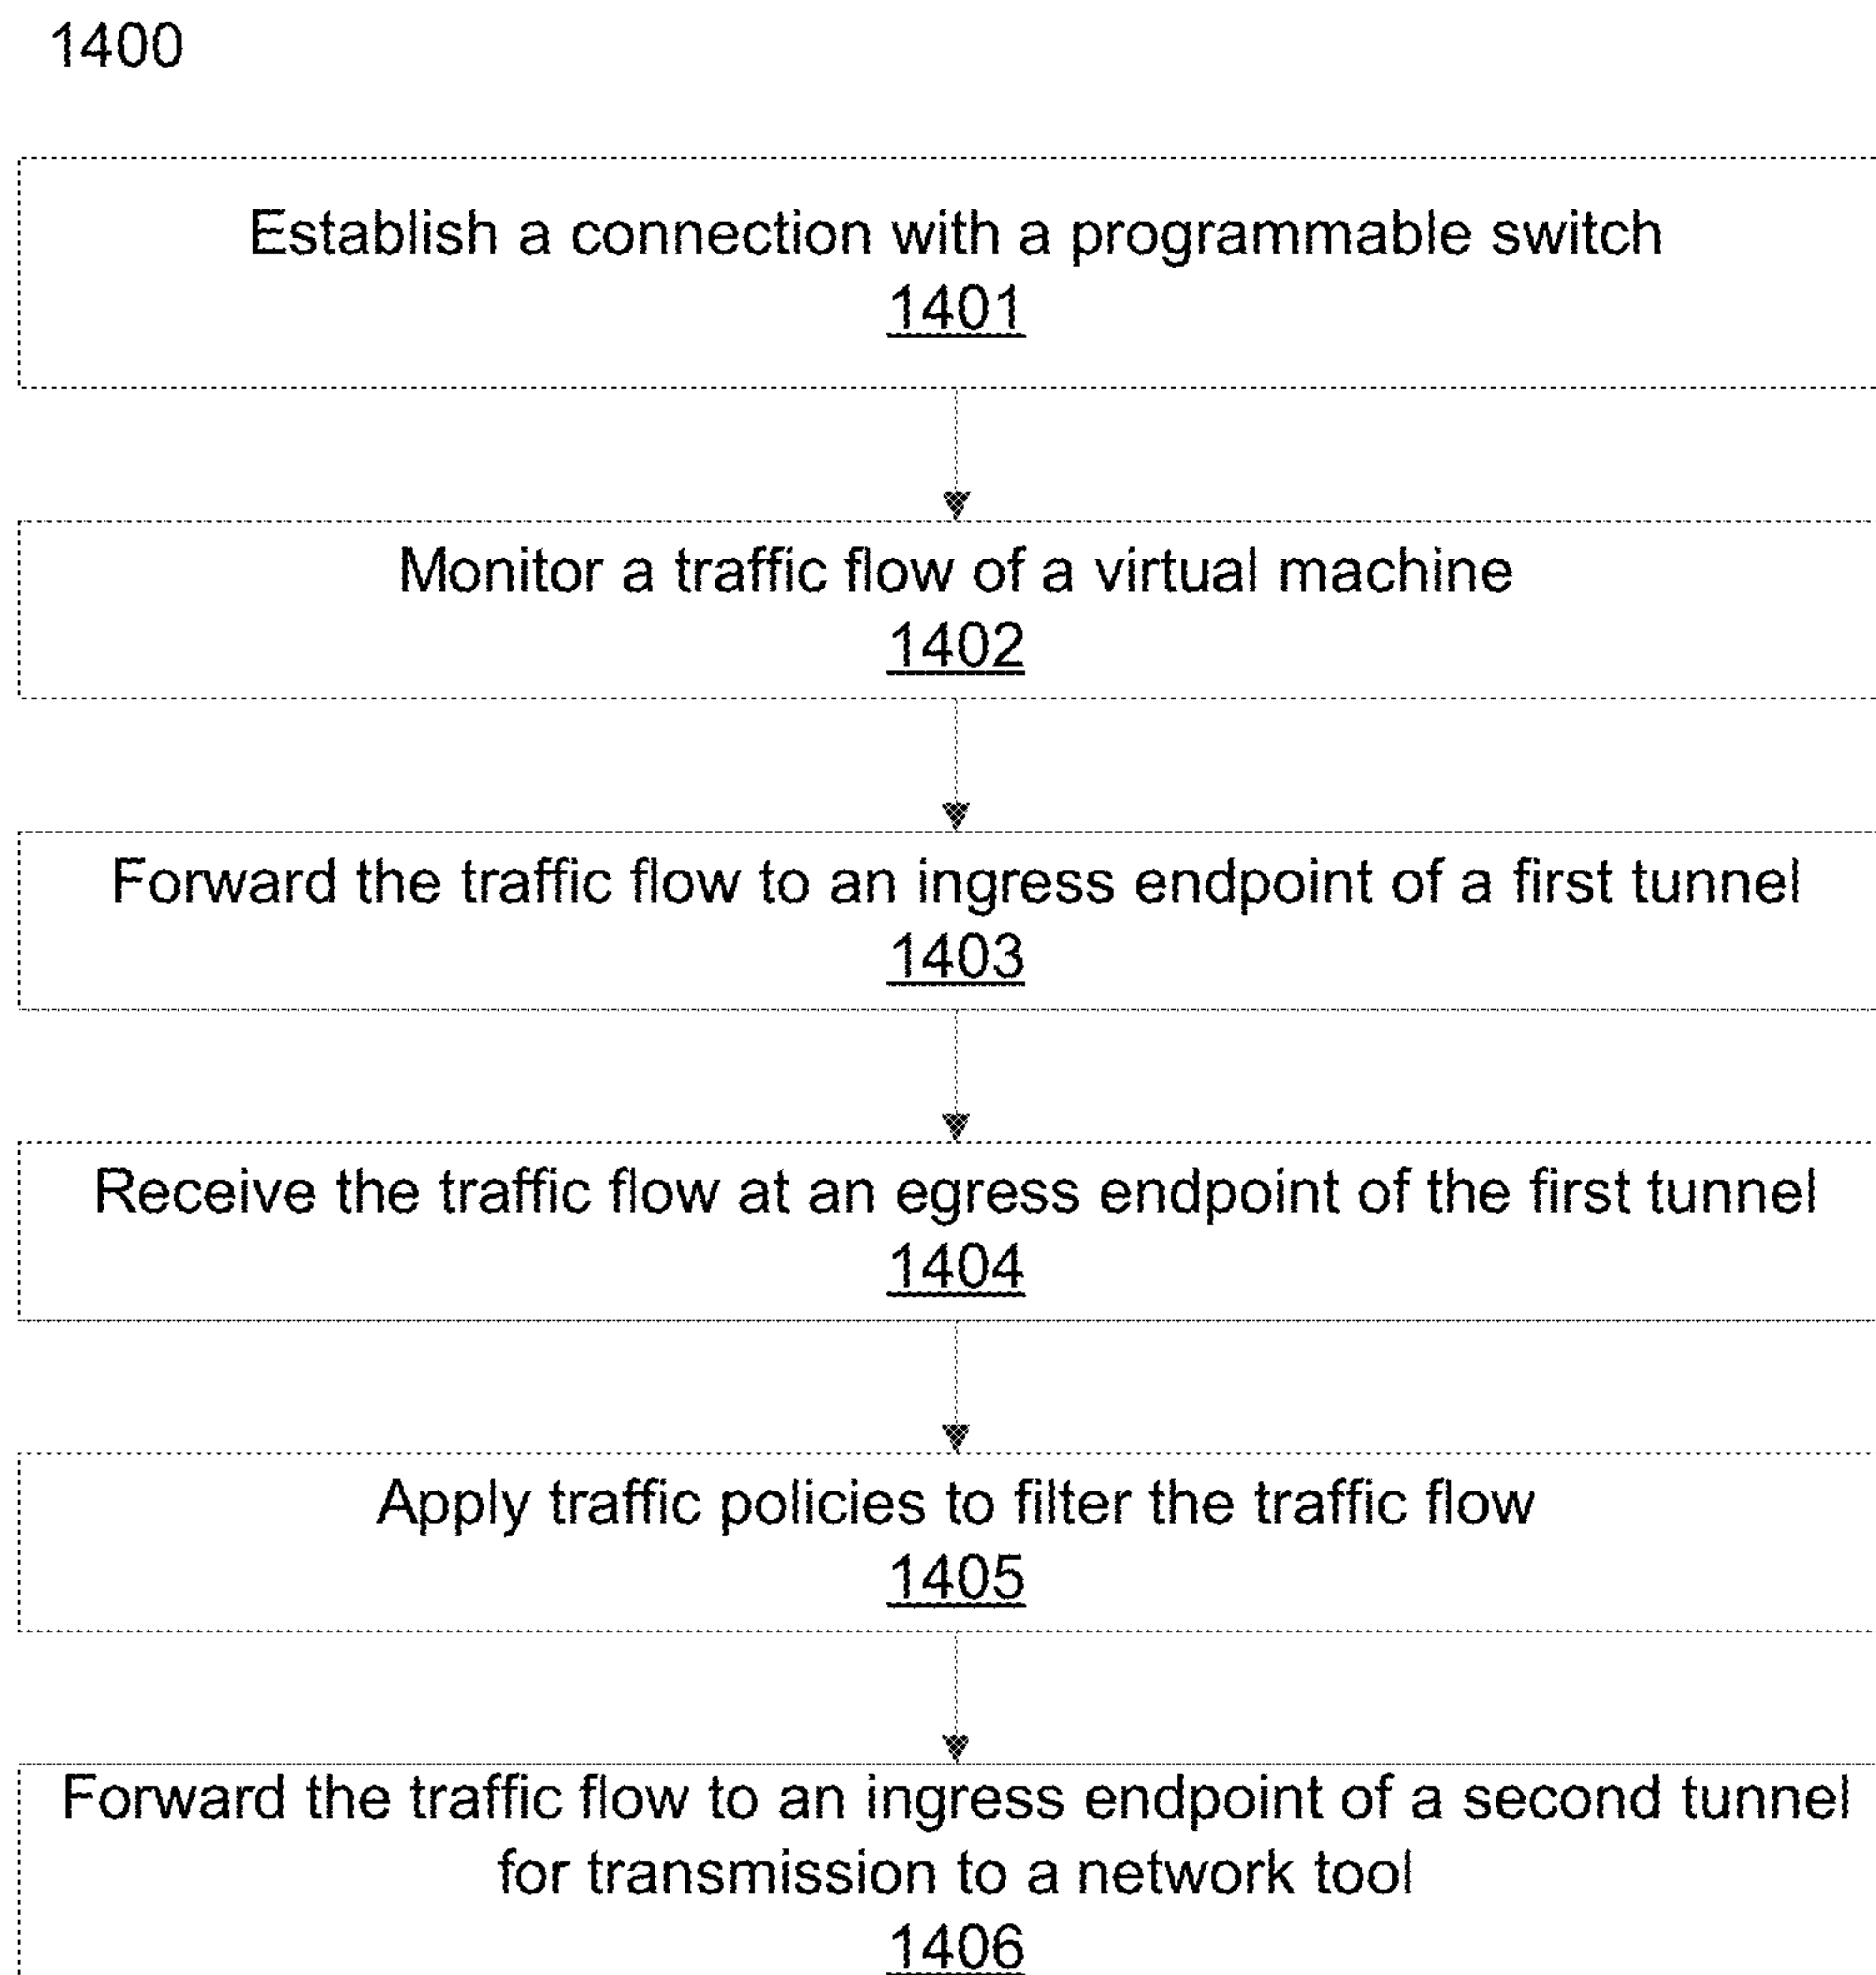 1400
Establish a connection with a programmable switch
1401
Monitor a traffic flow of a virtual machine
1402
Forward the traffic flow to an ingress endpoint of a first tunnel
1403
Receive the traffic flow at an egress endpoint of the first tunnel
1404
Apply traffic policies to filter the traffic flow
1405
Forward the traffic flow to an ingress endpoint of a second tunnel
for transmission to a network tool
1406